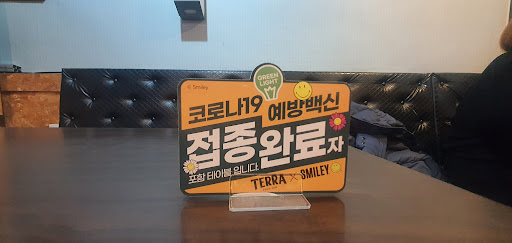 GREEN
LIGHT
Smiley
코로나19 예방백신
접종완료자
포함 테이블 입니다.
TERRA X SMILEY